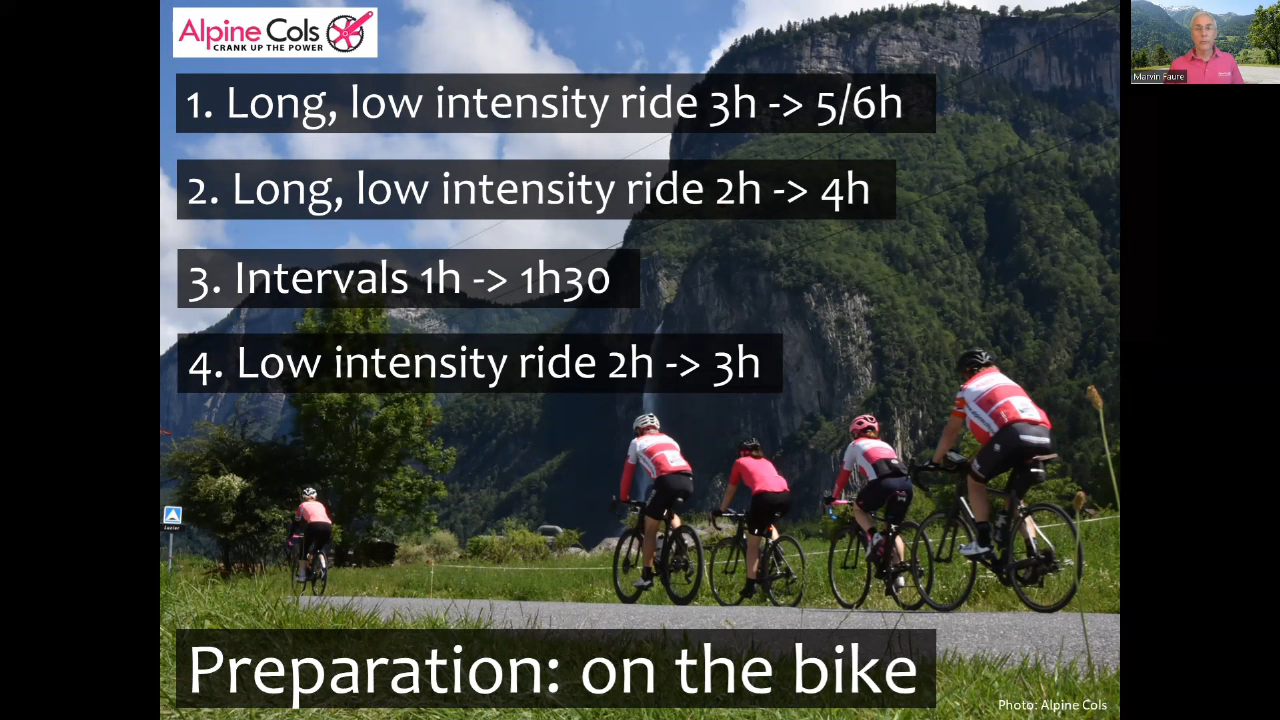 Alpine Cols
CRANK UP THE POWER
Marvin Faure
1. Long, low intensity ride 3h -> 5/6h
2. Long, low intensity ride 2h -> 4h
3. Intervals 1h -> 1h30
4. Low intensity ride 2h -> 3h
Preparation: on the bike
Photo: Alpine Cols